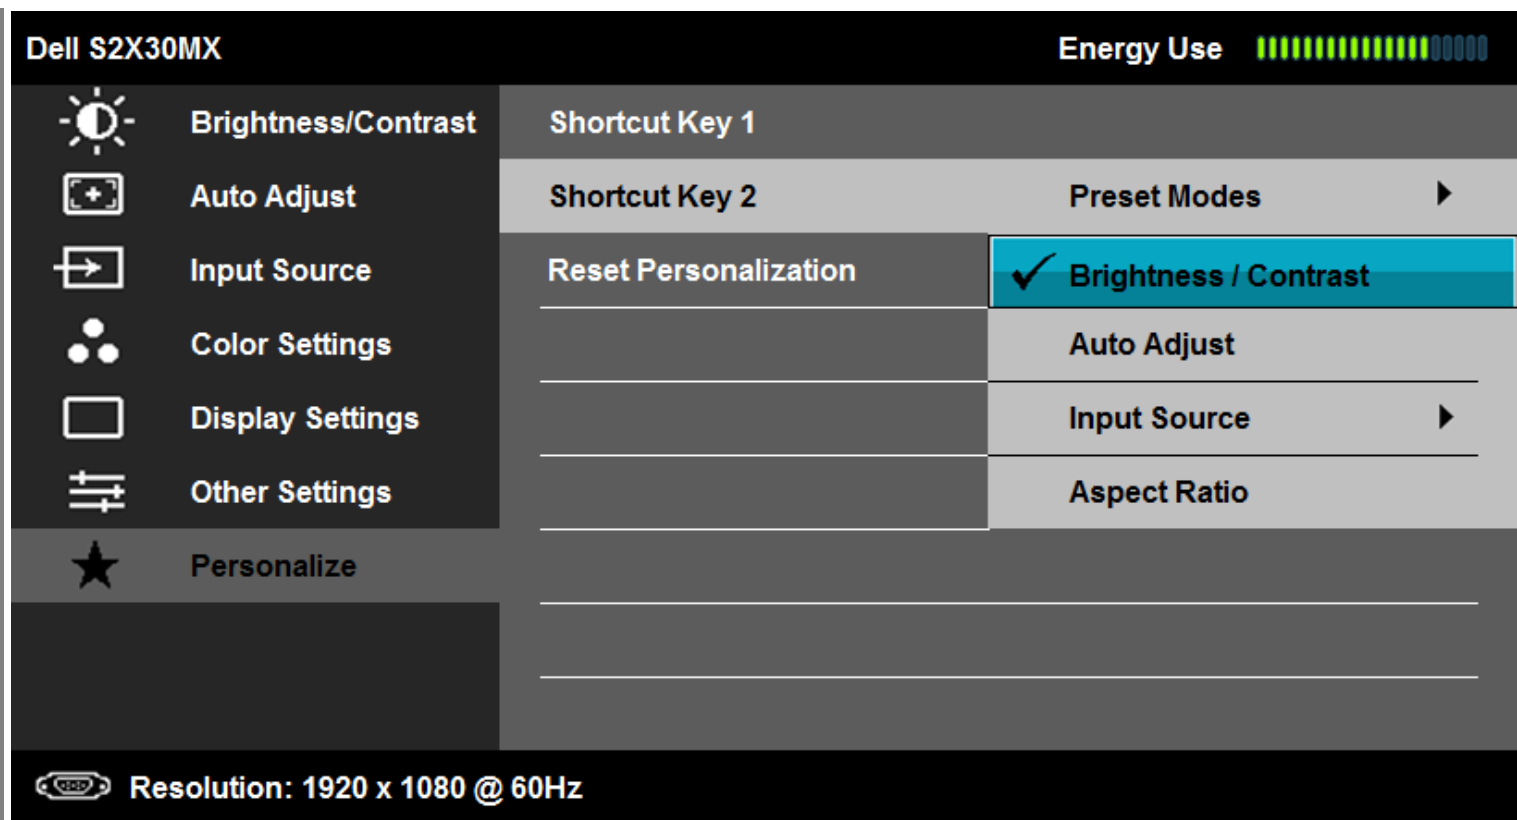 Dell S2X30MX Energy Use
Brightness/Contrast Shortcut Key 1
Auto Adjust Shortcut Key 2 Preset Modes
Input Source Reset Personalization Brightness / Contrast
Color Settings Auto Adjust
Display Settings Input Source
Other Settings Aspect Ratio
Personalize
Resolution: 1920 x 1080 @ 60Hz